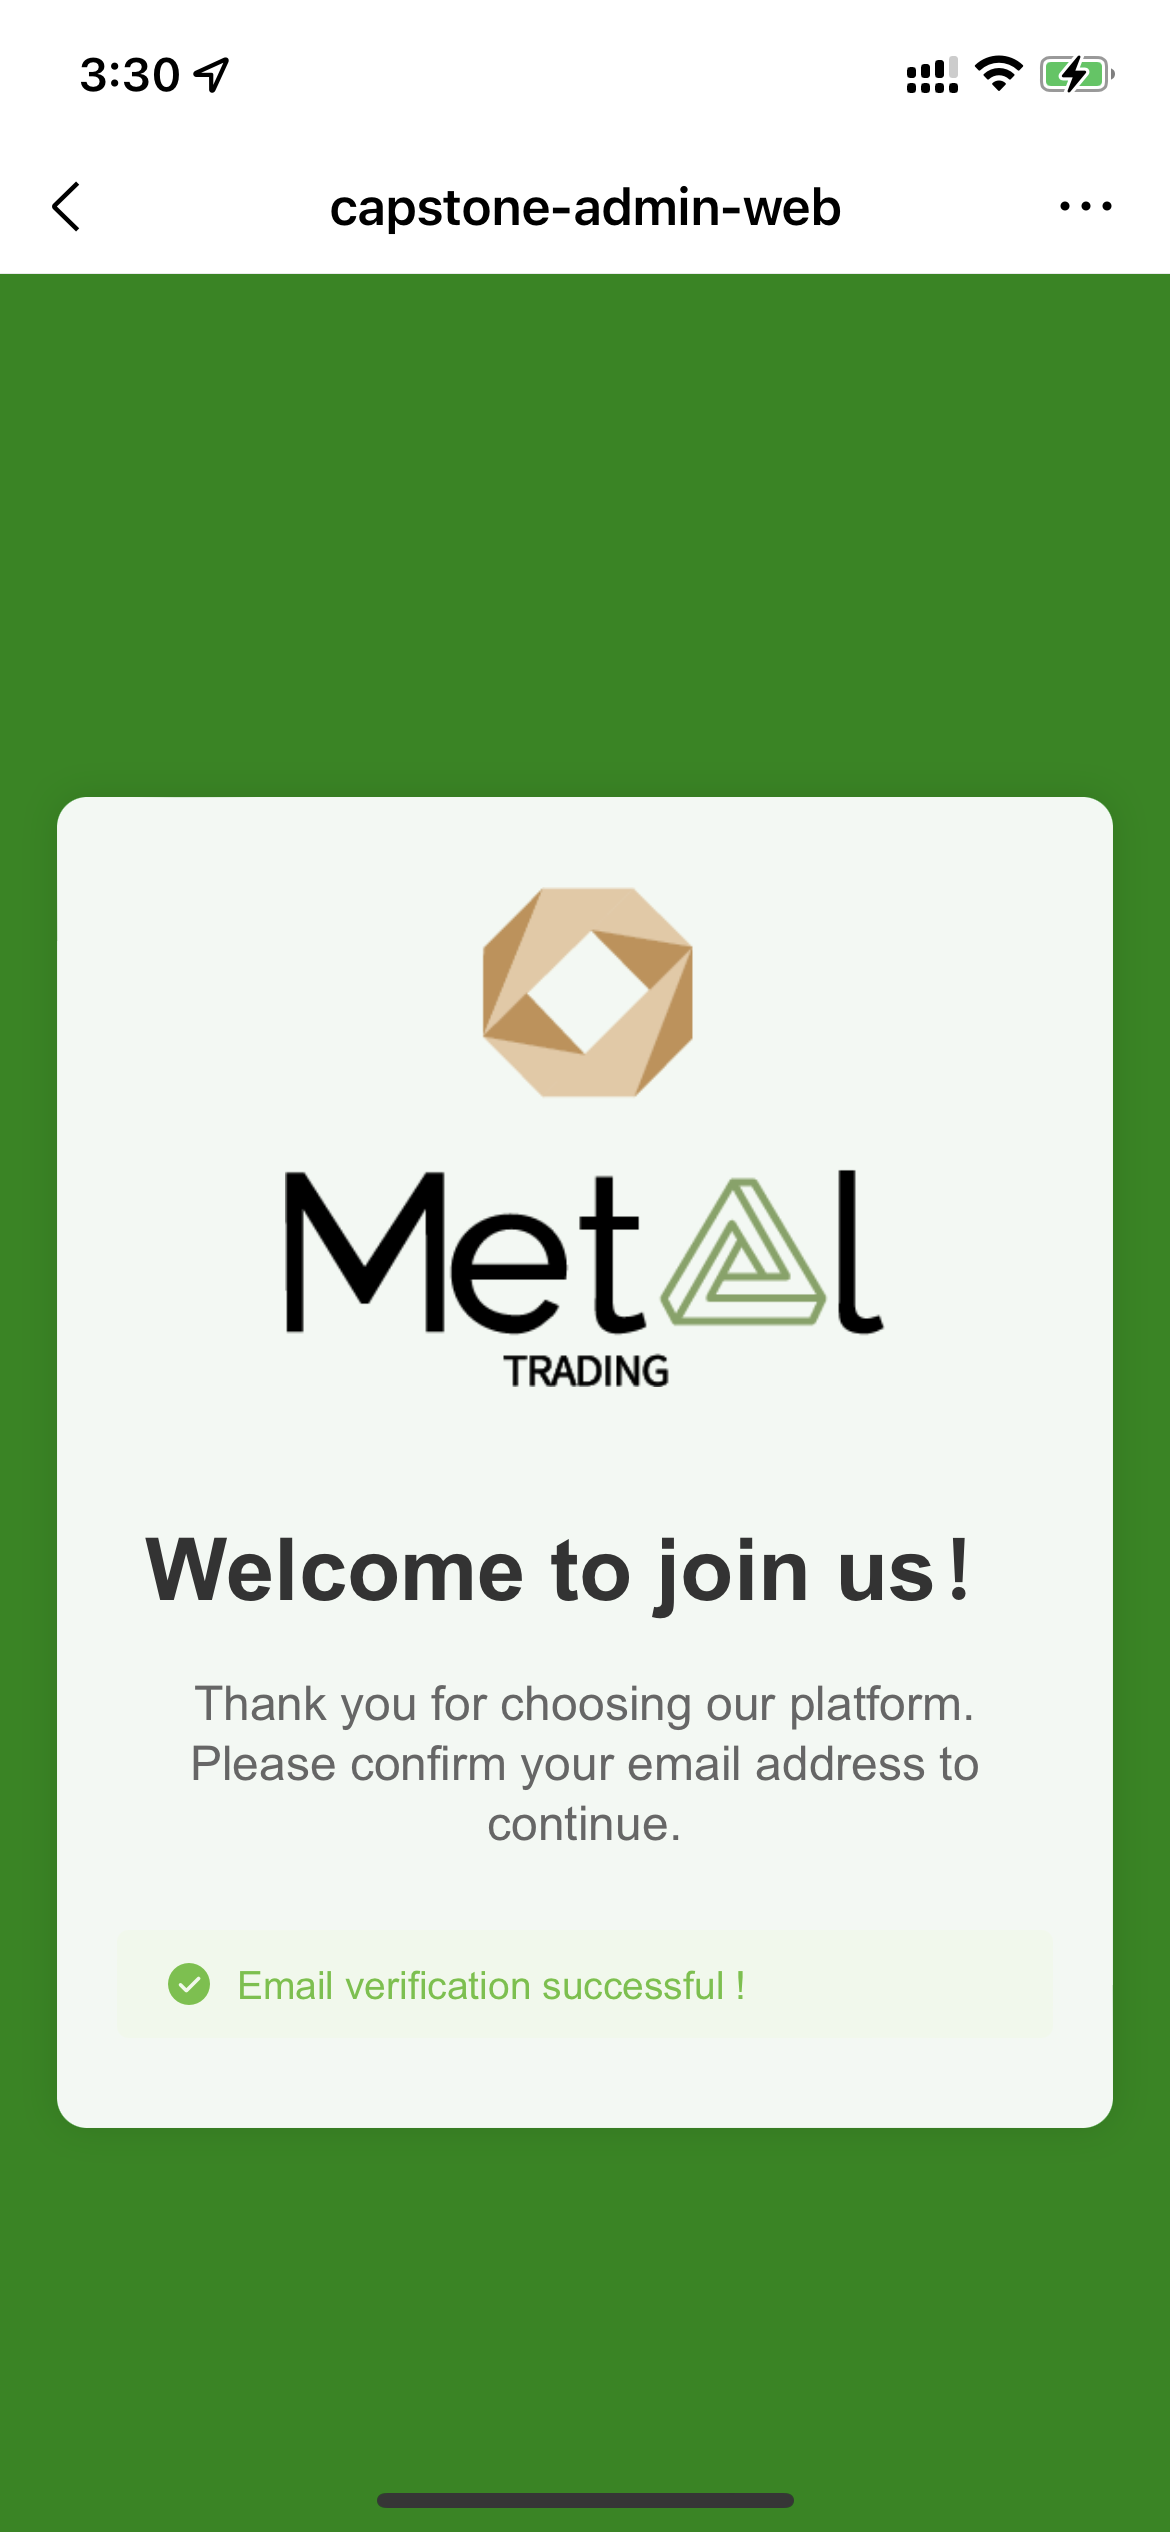 3:30
capstone-admin-web
Metal
TRADING
Welcome to join us！
Thank you for choosing our platform.
Please confirm your email address to
continue.
Email verification successful !